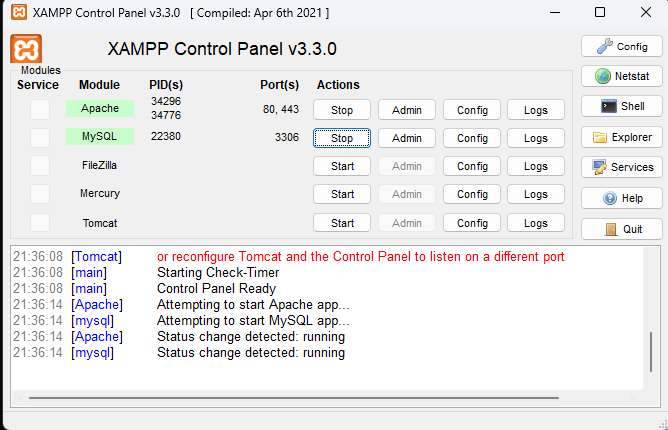 XAMPP Control Panel v3.3.0 [ Compiled: Apr 6th 2021 ]
XAMPP Control Panel v3.3.0
Modules
Service Module PID(s) Port(s) Actions
Apache 34296 34776 80, 443 Stop Admin Config Logs
MySQL 22380 3306 Stop Admin Config Logs
FileZilla Start Admin Config Logs
Mercury Start Admin Config Logs
Tomcat Start Admin Config Logs
Config
Netstat
Shell
Explorer
Services
Help
Quit
21:36:08 [Tomcat] or reconfigure Tomcat and the Control Panel to listen on a different port
21:36:08 [main] Starting Check-Timer
21:36:08 [main] Control Panel Ready
21:36:14 [Apache] Attempting to start Apache app...
21:36:14 [mysql] Attempting to start MySQL app...
21:36:14 [Apache] Status change detected: running
21:36:14 [mysql] Status change detected: running